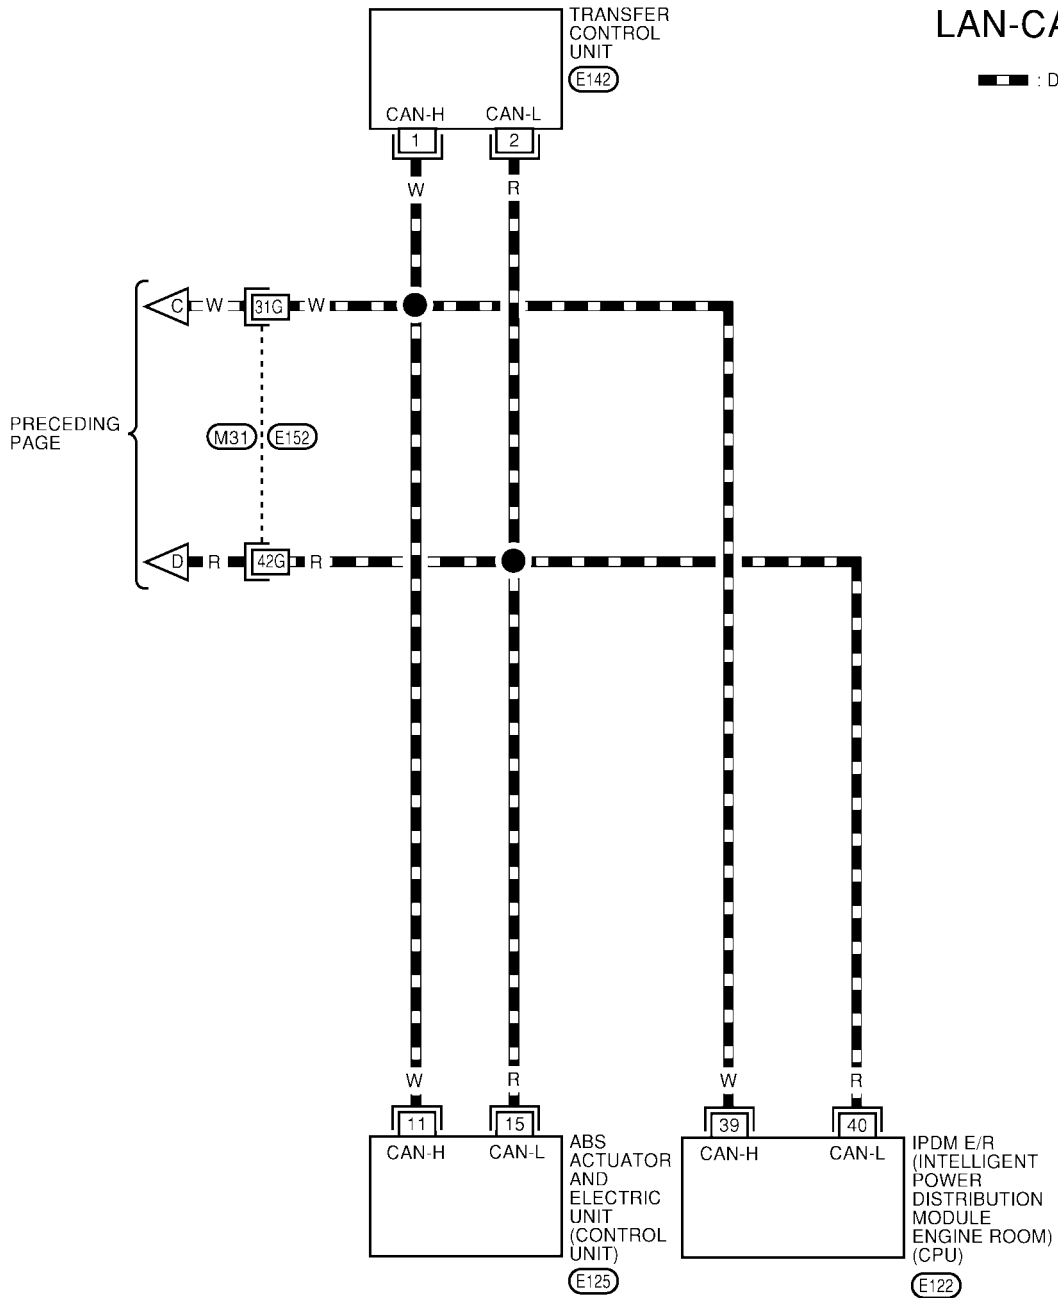 TRANSFER
CONTROL
UNIT
E142
LAN-CA
: D
CAN-H
CAN-L
1
2
W
R
C
W
31G
W
PRECEDING
PAGE
M31
E152
D
R
42G
R
W
R
W
R
11
15
39
40
CAN-H
CAN-L
CAN-H
CAN-L
ABS
ACTUATOR
AND
ELECTRIC
UNIT
(CONTROL
UNIT)
E125
IPDM E/R
(INTELLIGENT
POWER
DISTRIBUTION
MODULE
ENGINE ROOM)
(CPU)
E122